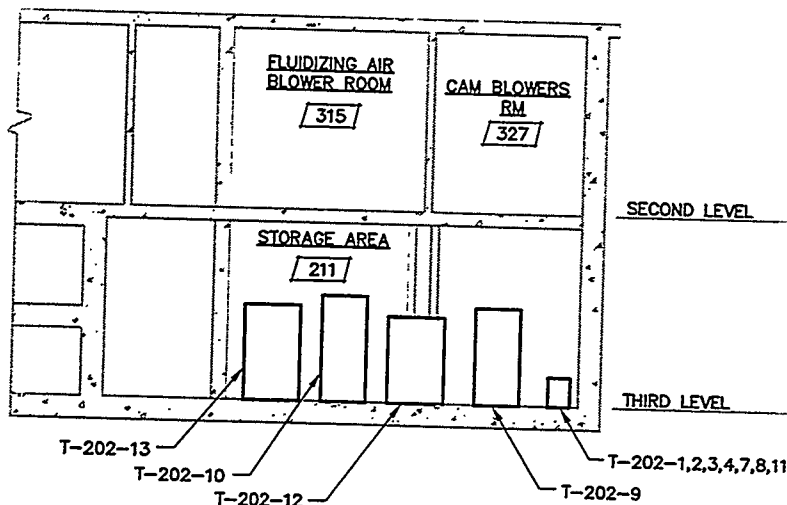 FLUIDIZING AIR
BLOWER ROOM
315
CAM BLOWERS
RM
327
SECOND LEVEL
STORAGE AREA
211
THIRD LEVEL
T-202-13
T-202-10
T-202-12
T-202-9
T-202-1,2,3,4,7,8,11